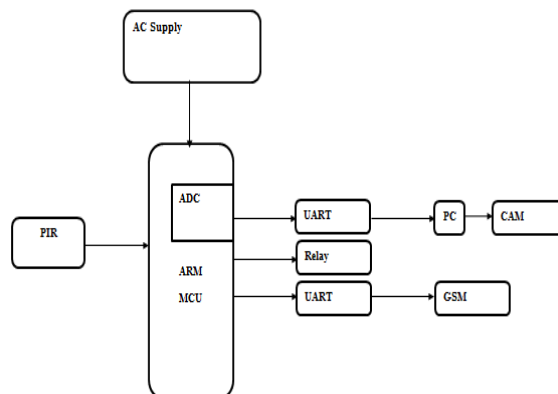 AC Supply
ADC
UART
PC
CAM
PIR
Relay
ARM
MCU
UART
GSM